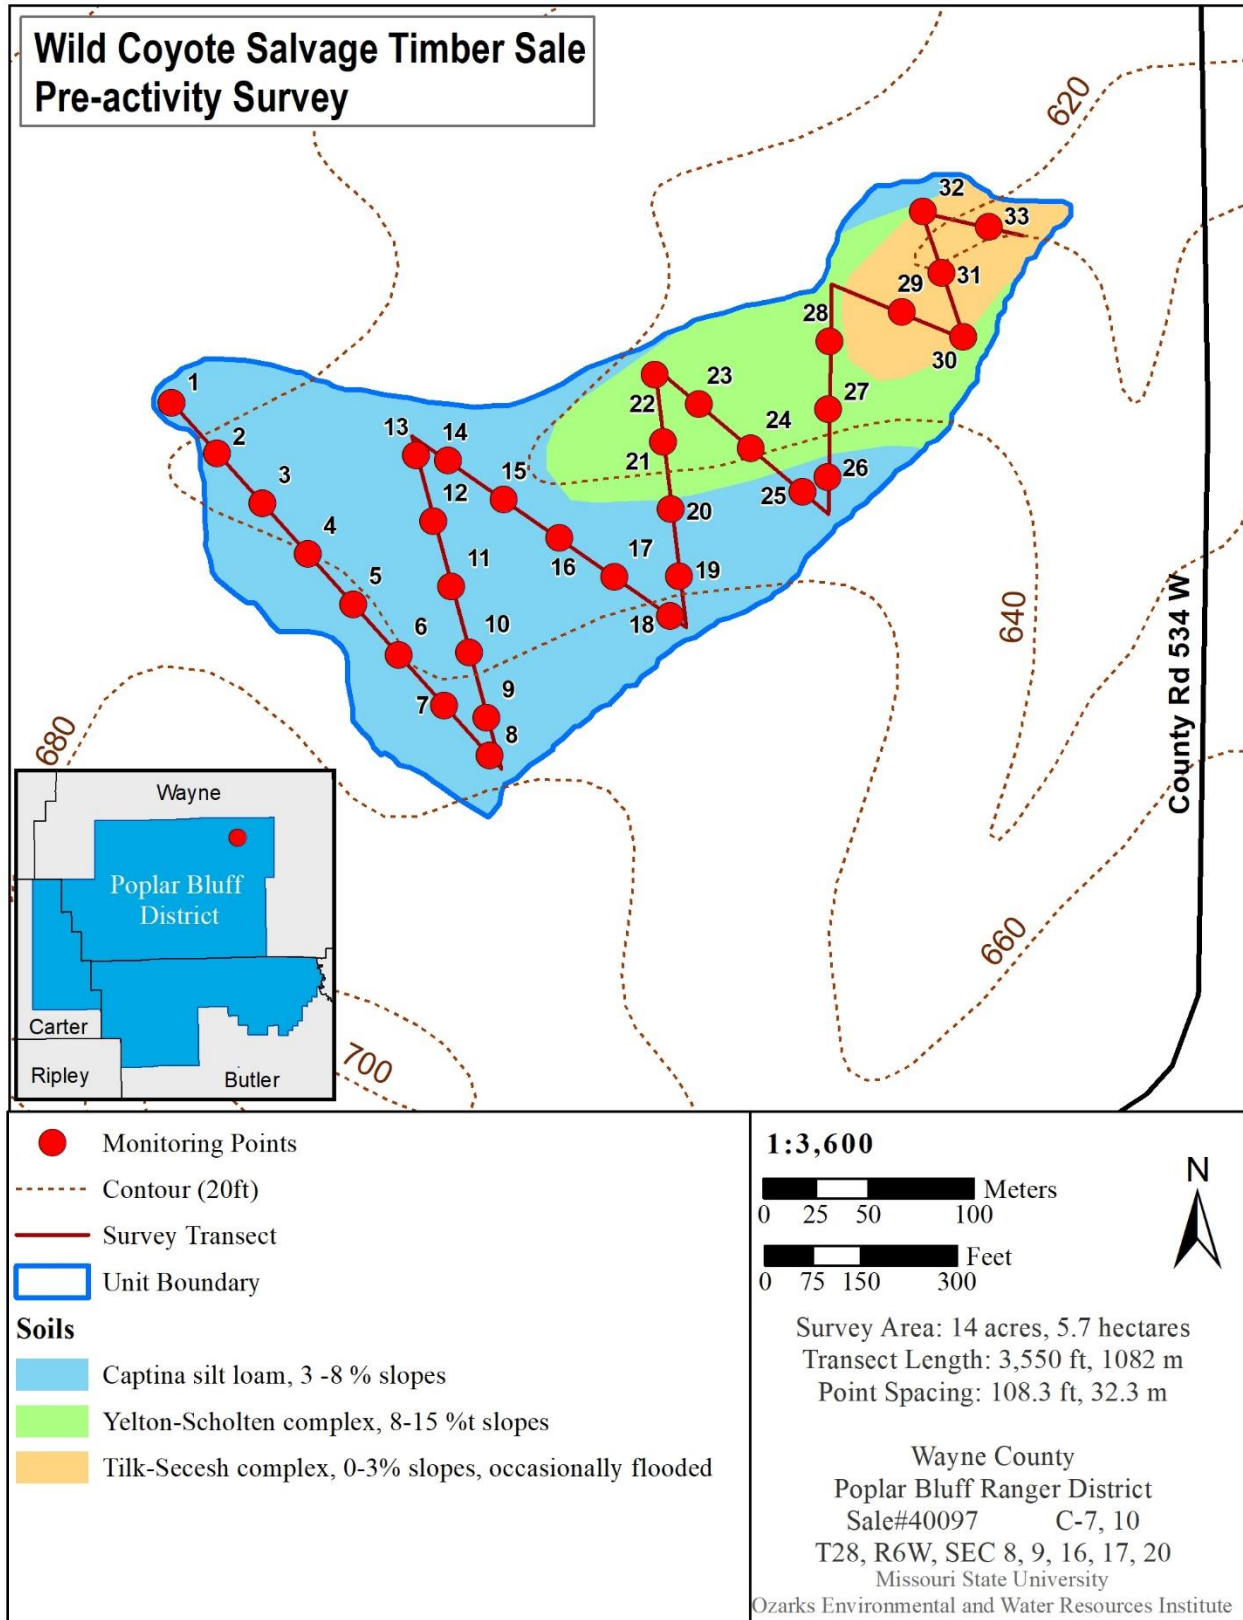 Wild Coyote Salvage Timber Sale
Pre-activity Survey
620
32
33
31
29
30
28
1
23
27
2
22
24
13
14
21
26
3
15
25
12
20
4
640
11
17
19
5
16
County Rd 534 W
6
10
18
9
7
8
680
660
700
Wayne
Poplar Bluff
District
Carter
Ripley
Butler
Monitoring Points
Contour (20ft)
Survey Transect
Unit Boundary
Soils
Captina silt loam, 3 -8 % slopes
Yelton-Scholten complex, 8-15 %t slopes
Tilk-Secesh complex, 0-3% slopes, occasionally flooded
1:3,600
Meters
0 25 50 100
Feet
0 75 150 300
N
Survey Area: 14 acres, 5.7 hectares
Transect Length: 3,550 ft, 1082 m
Point Spacing: 108.3 ft, 32.3 m
Wayne County
Poplar Bluff Ranger District
Sale#40097 C-7, 10
T28, R6W, SEC 8, 9, 16, 17, 20
Missouri State University
Ozarks Environmental and Water Resources Institute